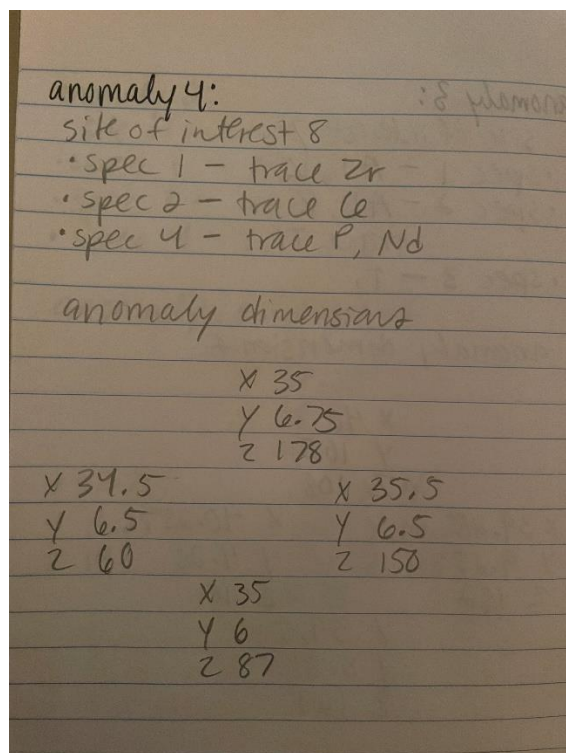 anomaly 4:
site of interest 8
• spec 1 - trace Zr
• spec 2 - trace Ce
• spec 4 - trace P, Nd
anomaly dimensions
X 35
Y 6.75
Z 178
X 34.5
Y 6.5
Z 60
X 35.5
Y 6.5
Z 150
X 35
Y 6
Z 87